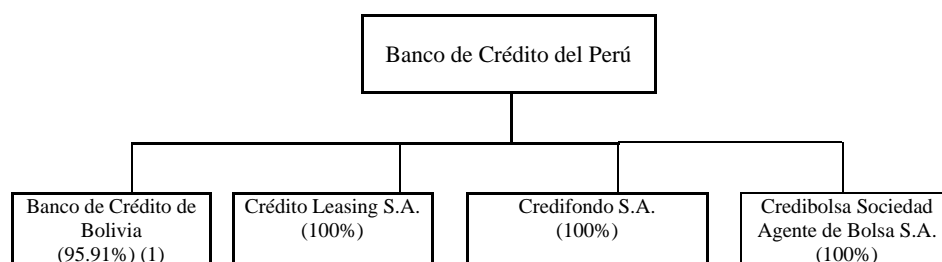 Banco de Crédito del Perú
Banco de Crédito de
Bolivia
(95.91%) (1)
Crédito Leasing S.A.
(100%)
Credifondo S.A.
(100%)
Credibolsa Sociedad
Agente de Bolsa S.A.
(100%)